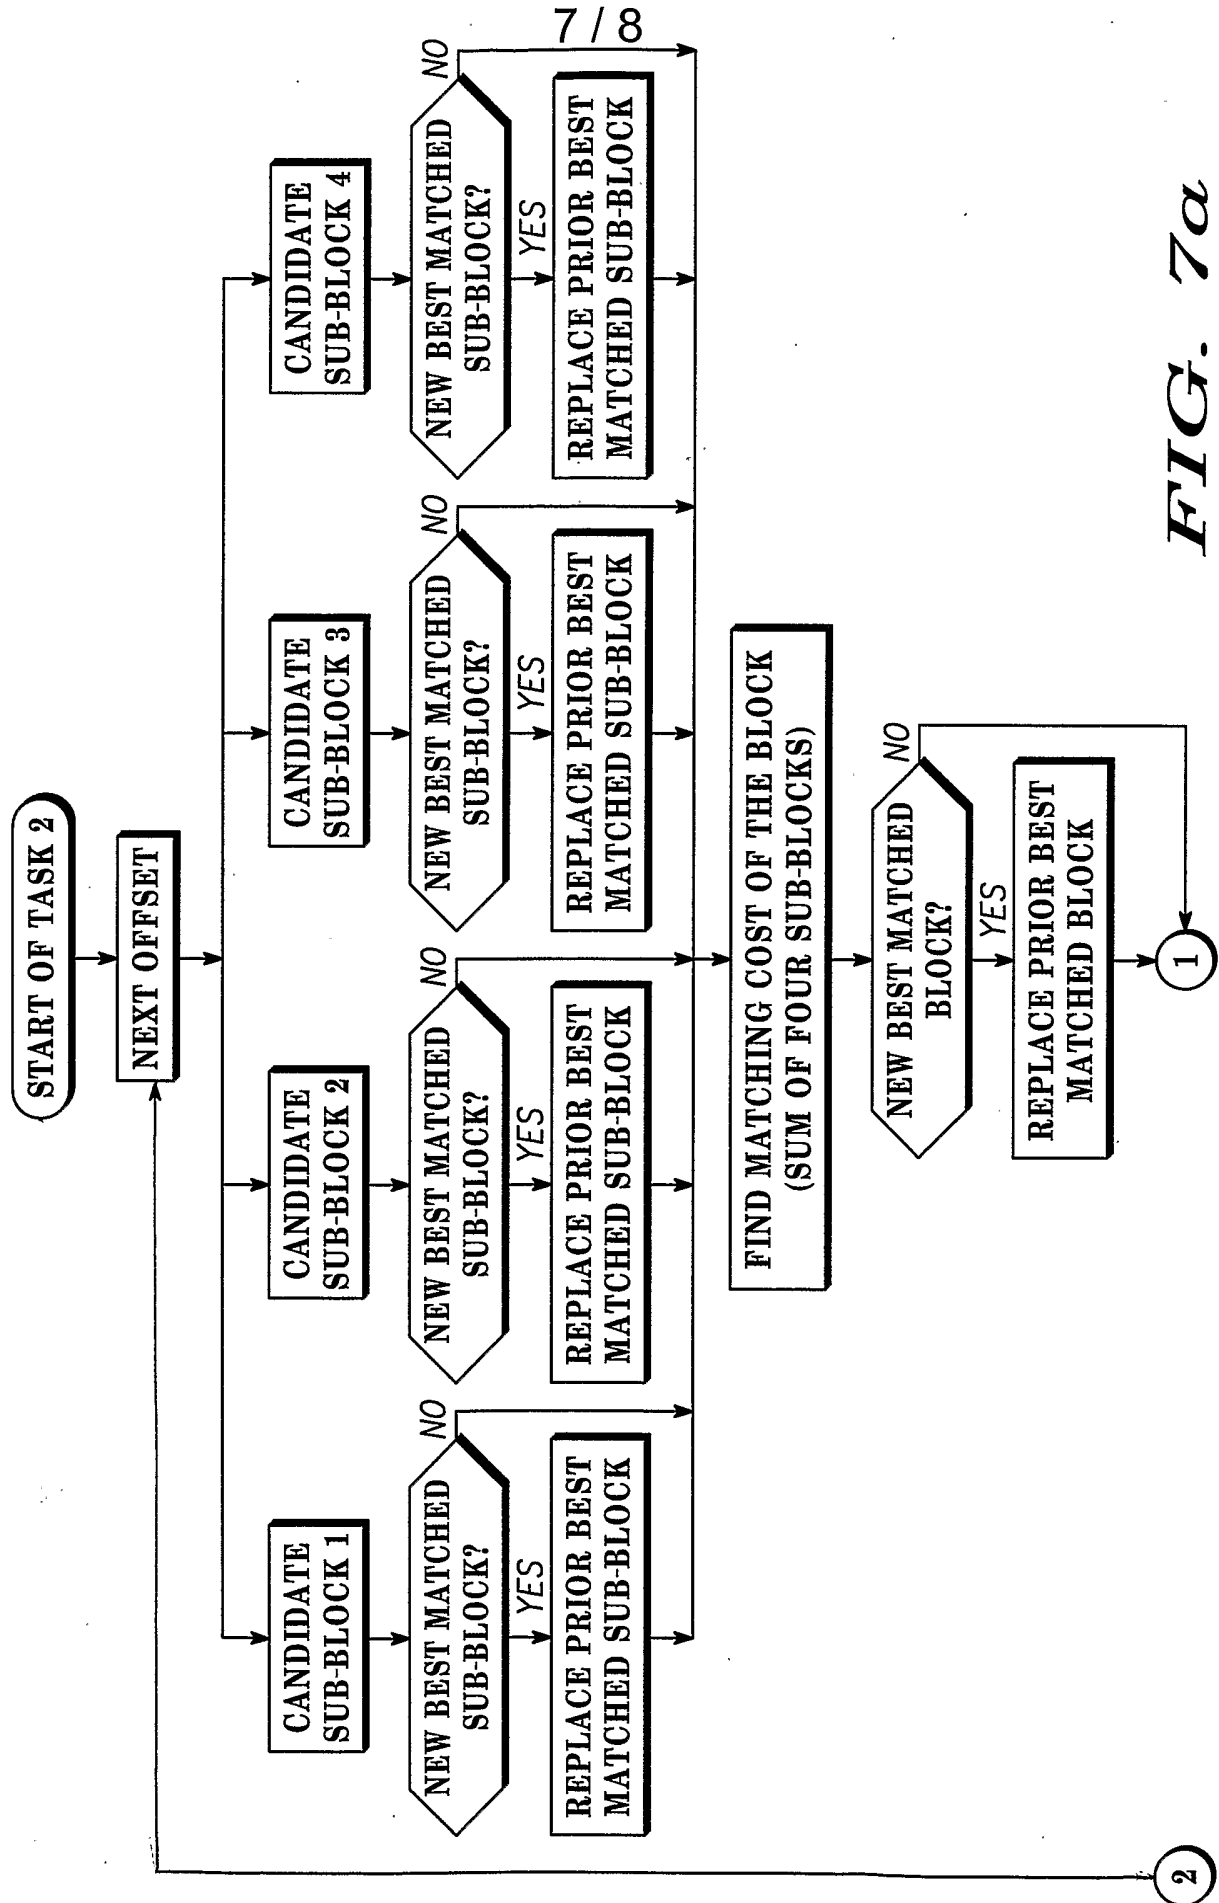 7 / 8
START OF TASK 2
NEXT OFFSET
CANDIDATE
SUB-BLOCK 1
CANDIDATE
SUB-BLOCK 2
CANDIDATE
SUB-BLOCK 3
CANDIDATE
SUB-BLOCK 4
NEW BEST MATCHED
SUB-BLOCK?
NO
NEW BEST MATCHED
SUB-BLOCK?
NO
NEW BEST MATCHED
SUB-BLOCK?
NO
NEW BEST MATCHED
SUB-BLOCK?
NO
YES
YES
YES
YES
REPLACE PRIOR BEST
MATCHED SUB-BLOCK
REPLACE PRIOR BEST
MATCHED SUB-BLOCK
REPLACE PRIOR BEST
MATCHED SUB-BLOCK
REPLACE PRIOR BEST
MATCHED SUB-BLOCK
FIND MATCHING COST OF THE BLOCK
(SUM OF FOUR SUB-BLOCKS)
NEW BEST MATCHED
BLOCK?
NO
YES
REPLACE PRIOR BEST
MATCHED BLOCK
2
1
FIG. 7a